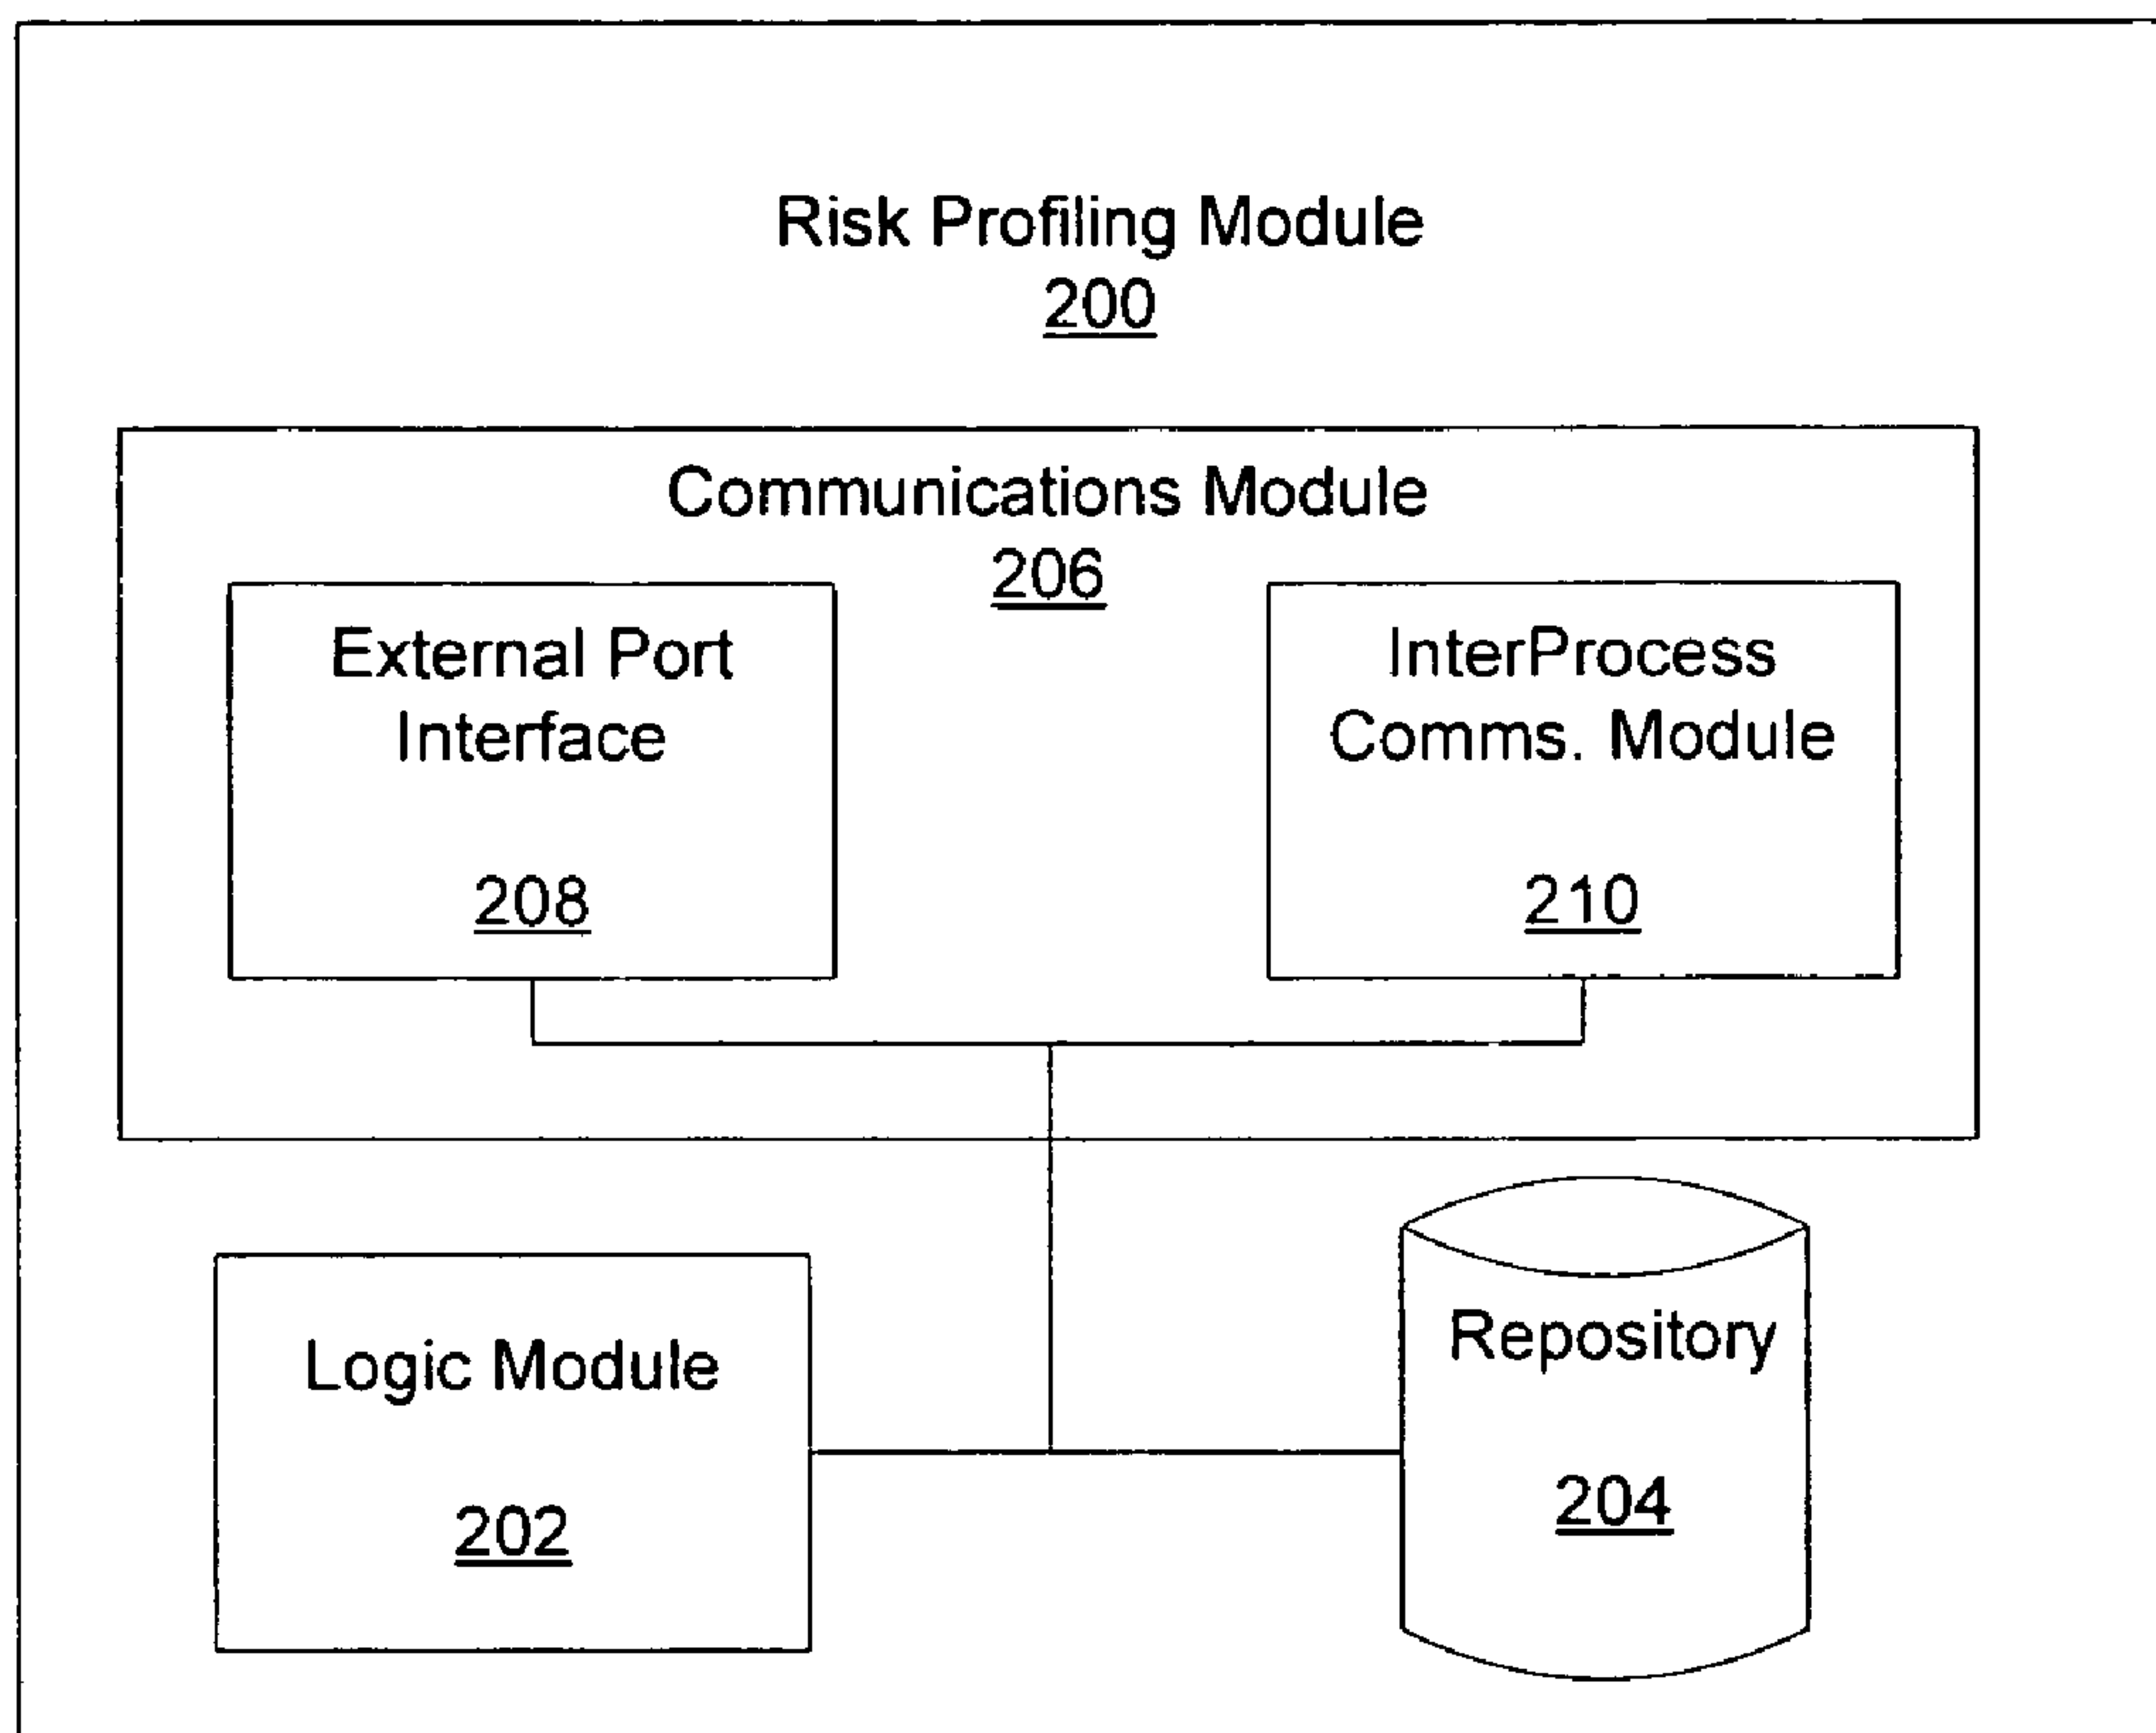 Risk Profiling Module
200
Communications Module
206
External Port
Interface
208
InterProcess
Comms. Module
210
Logic Module
202
Repository
204